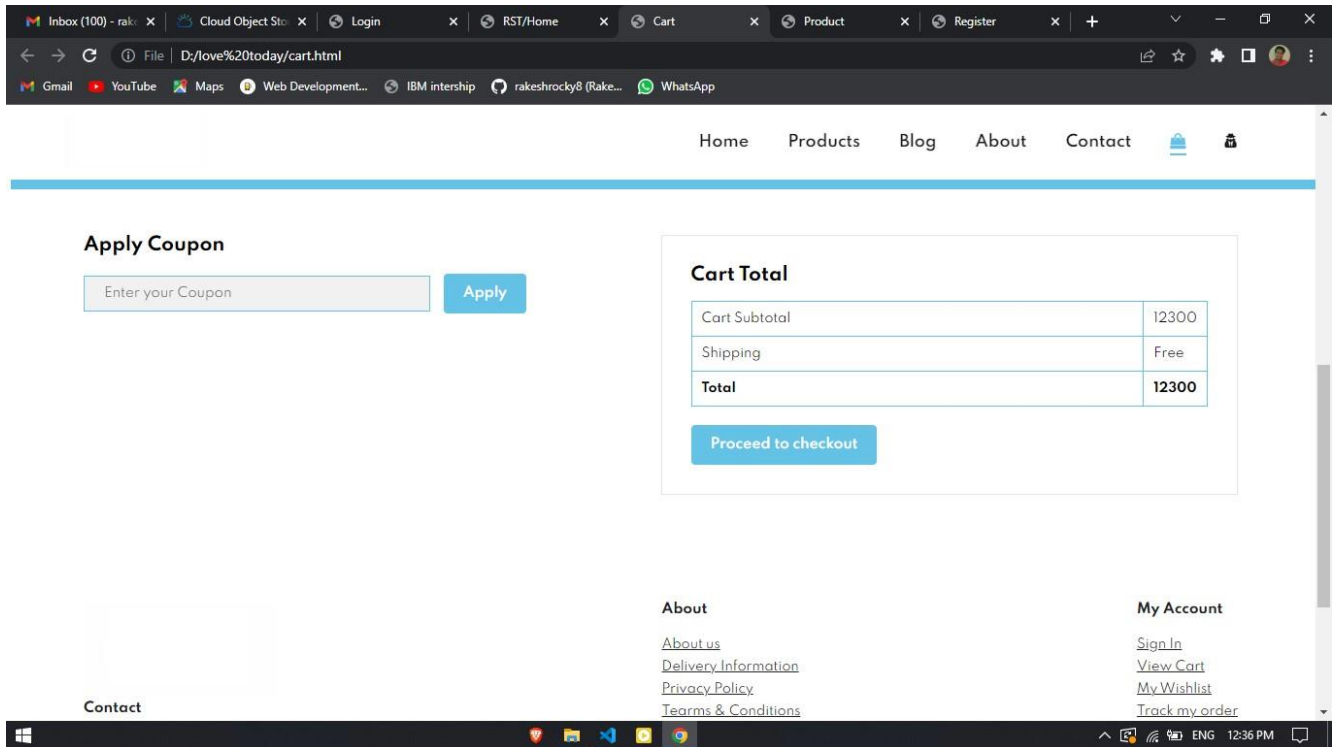 Inbox (100) - rake
Cloud Object Sto
Login
RST/Home
Cart
Product
Register
File
D:/love%20today/cart.html
Gmail
YouTube
Maps
Web Development...
IBM intership
rakeshrocky8 (Rake...
WhatsApp
Home Products Blog About Contact
Apply Coupon
Enter your Coupon
Apply
Cart Total
Cart Subtotal 12300
Shipping Free
Total 12300
Proceed to checkout
Contact
About
About us
Delivery Information
Privacy Policy
Tearms & Conditions
My Account
Sign In
View Cart
My Wishlist
Track my order
ENG 12:36 PM